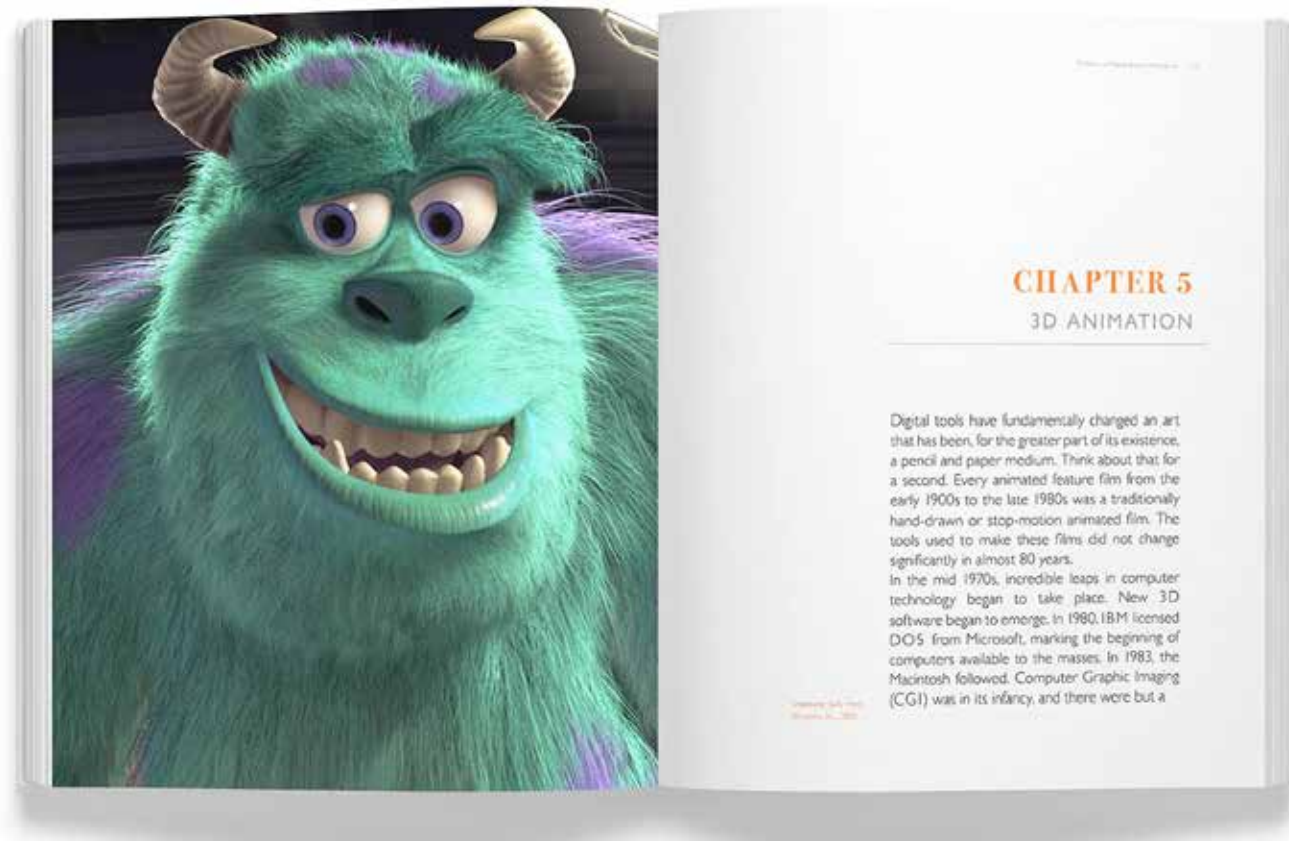 CHAPTER 5
3D ANIMATION
Digital tools have fundamentally changed an art
that has been, for the greater part of its existence,
a pencil and paper medium. Think about that for
a second. Every animated feature film from the
early 1900s to the late 1980s was a traditionally
hand-drawn or stop-motion animated film. The
tools used to make these films did not change
significantly in almost 80 years.
In the mid 1970s, incredible leaps in computer
technology began to take place. New 3D
software began to emerge. In 1980, IBM licensed
DOS from Microsoft, marking the beginning of
computers available to the masses. In 1983, the
Macintosh followed. Computer Graphic Imaging
(CGI) was in its infancy, and there were but a